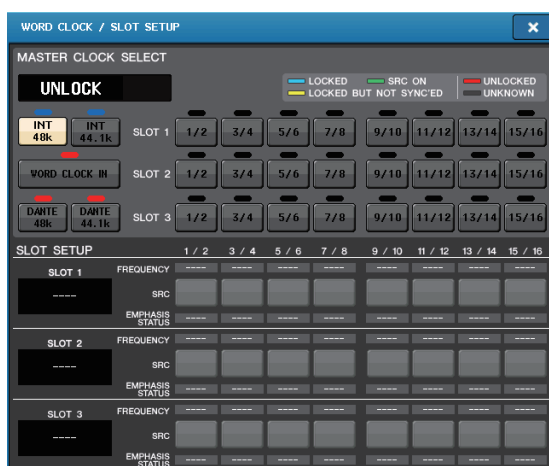 WORD CLOCK / SLOT SETUP ×
MASTER CLOCK SELECT
UNLOCK
LOCKED SRC ON UNLOCKED
LOCKED BUT NOT SYNC'ED UNKNOWN
INT 48k INT 44.1k SLOT 1 1/2 3/4 5/6 7/8 9/10 11/12 13/14 15/16
WORD CLOCK IN SLOT 2 1/2 3/4 5/6 7/8 9/10 11/12 13/14 15/16
DANTE 48k DANTE 44.1k SLOT 3 1/2 3/4 5/6 7/8 9/10 11/12 13/14 15/16
SLOT SETUP 1 / 2 3 / 4 5 / 6 7 / 8 9 / 10 11 / 12 13 / 14 15 / 16
SLOT 1 FREQUENCY ---- ---- ---- ---- ---- ---- ---- ----
---- SRC
EMPHASIS STATUS ---- ---- ---- ---- ---- ---- ---- ----
SLOT 2 FREQUENCY ---- ---- ---- ---- ---- ---- ---- ----
---- SRC
EMPHASIS STATUS ---- ---- ---- ---- ---- ---- ---- ----
SLOT 3 FREQUENCY ---- ---- ---- ---- ---- ---- ---- ----
---- SRC
EMPHASIS STATUS ---- ---- ---- ---- ---- ---- ---- ----